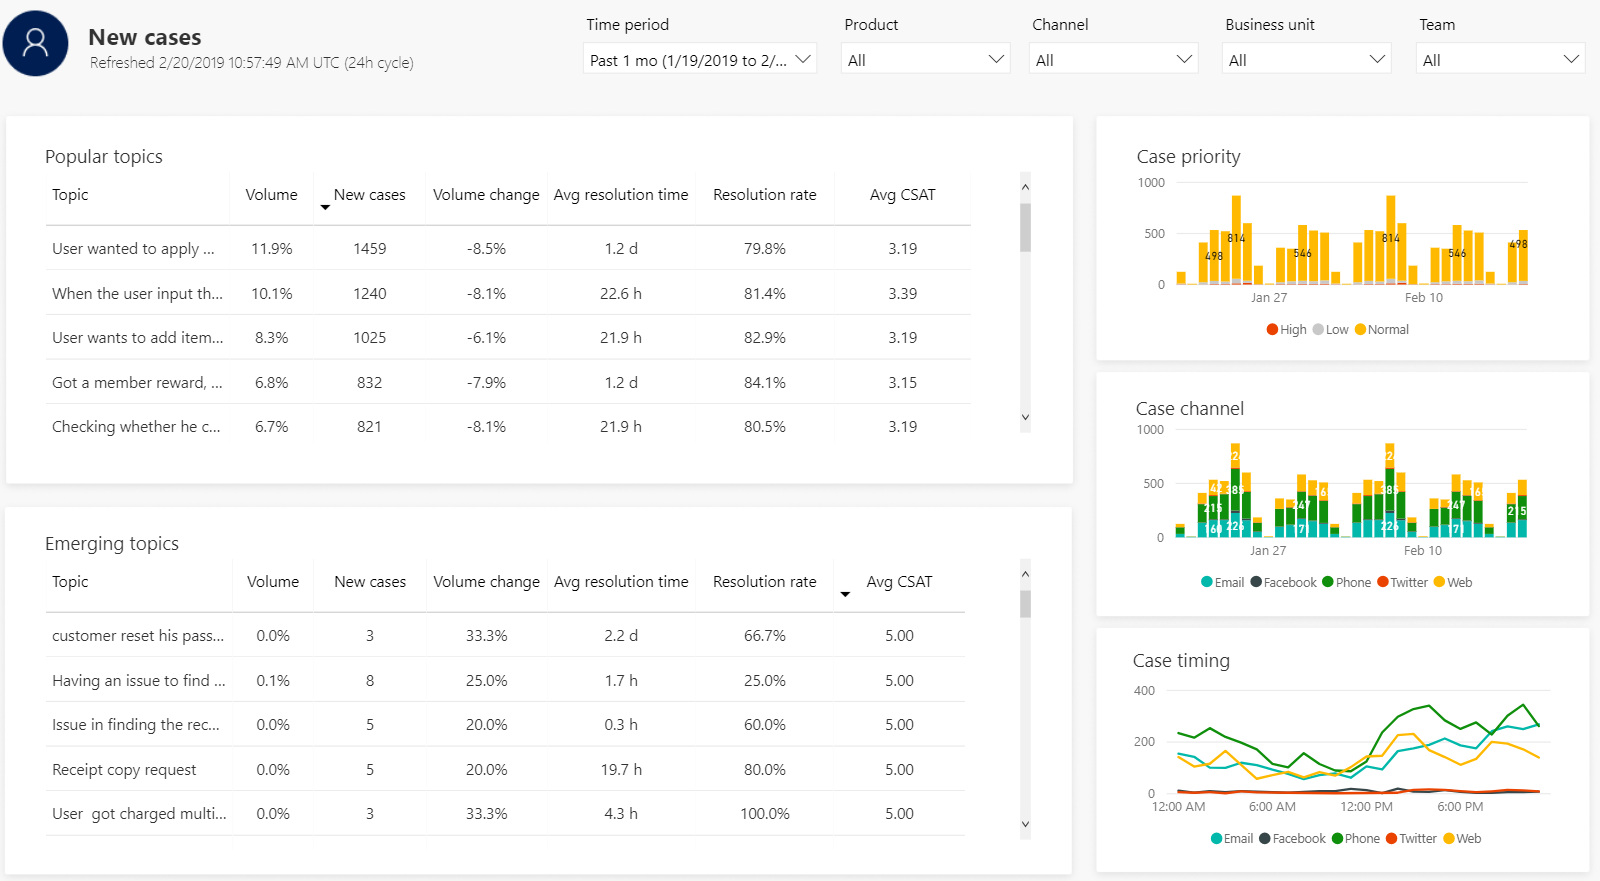 New cases
Refreshed 2/20/2019 10:57:49 AM UTC (24h cycle)
Time period Product Channel Business unit Team
Past 1 mo (1/19/2019 to 2/... All All All All
Popular topics
Topic Volume New cases Volume change Avg resolution time Resolution rate Avg CSAT
User wanted to apply ... 11.9% 1459 -8.5% 1.2 d 79.8% 3.19
When the user input th... 10.1% 1240 -8.1% 22.6 h 81.4% 3.39
User wants to add item... 8.3% 1025 -6.1% 21.9 h 82.9% 3.19
Got a member reward, ... 6.8% 832 -7.9% 1.2 d 84.1% 3.15
Checking whether he c... 6.7% 821 -8.1% 21.9 h 80.5% 3.19
Emerging topics
Topic Volume New cases Volume change Avg resolution time Resolution rate Avg CSAT
customer reset his pass... 0.0% 3 33.3% 2.2 d 66.7% 5.00
Having an issue to find ... 0.1% 8 25.0% 1.7 h 25.0% 5.00
Issue in finding the rec... 0.0% 5 20.0% 0.3 h 60.0% 5.00
Receipt copy request 0.0% 5 20.0% 19.7 h 80.0% 5.00
User got charged multi... 0.0% 3 33.3% 4.3 h 100.0% 5.00
Case priority
1000
500
0
814 814 498
498 546 546
Jan 27 Feb 10
High Low Normal
Case channel
1000
500
0
385 385
215 247 247 215
160 226 226
Jan 27 Feb 10
Email Facebook Phone Twitter Web
Case timing
400
200
0
12:00 AM 6:00 AM 12:00 PM 6:00 PM
Email Facebook Phone Twitter Web